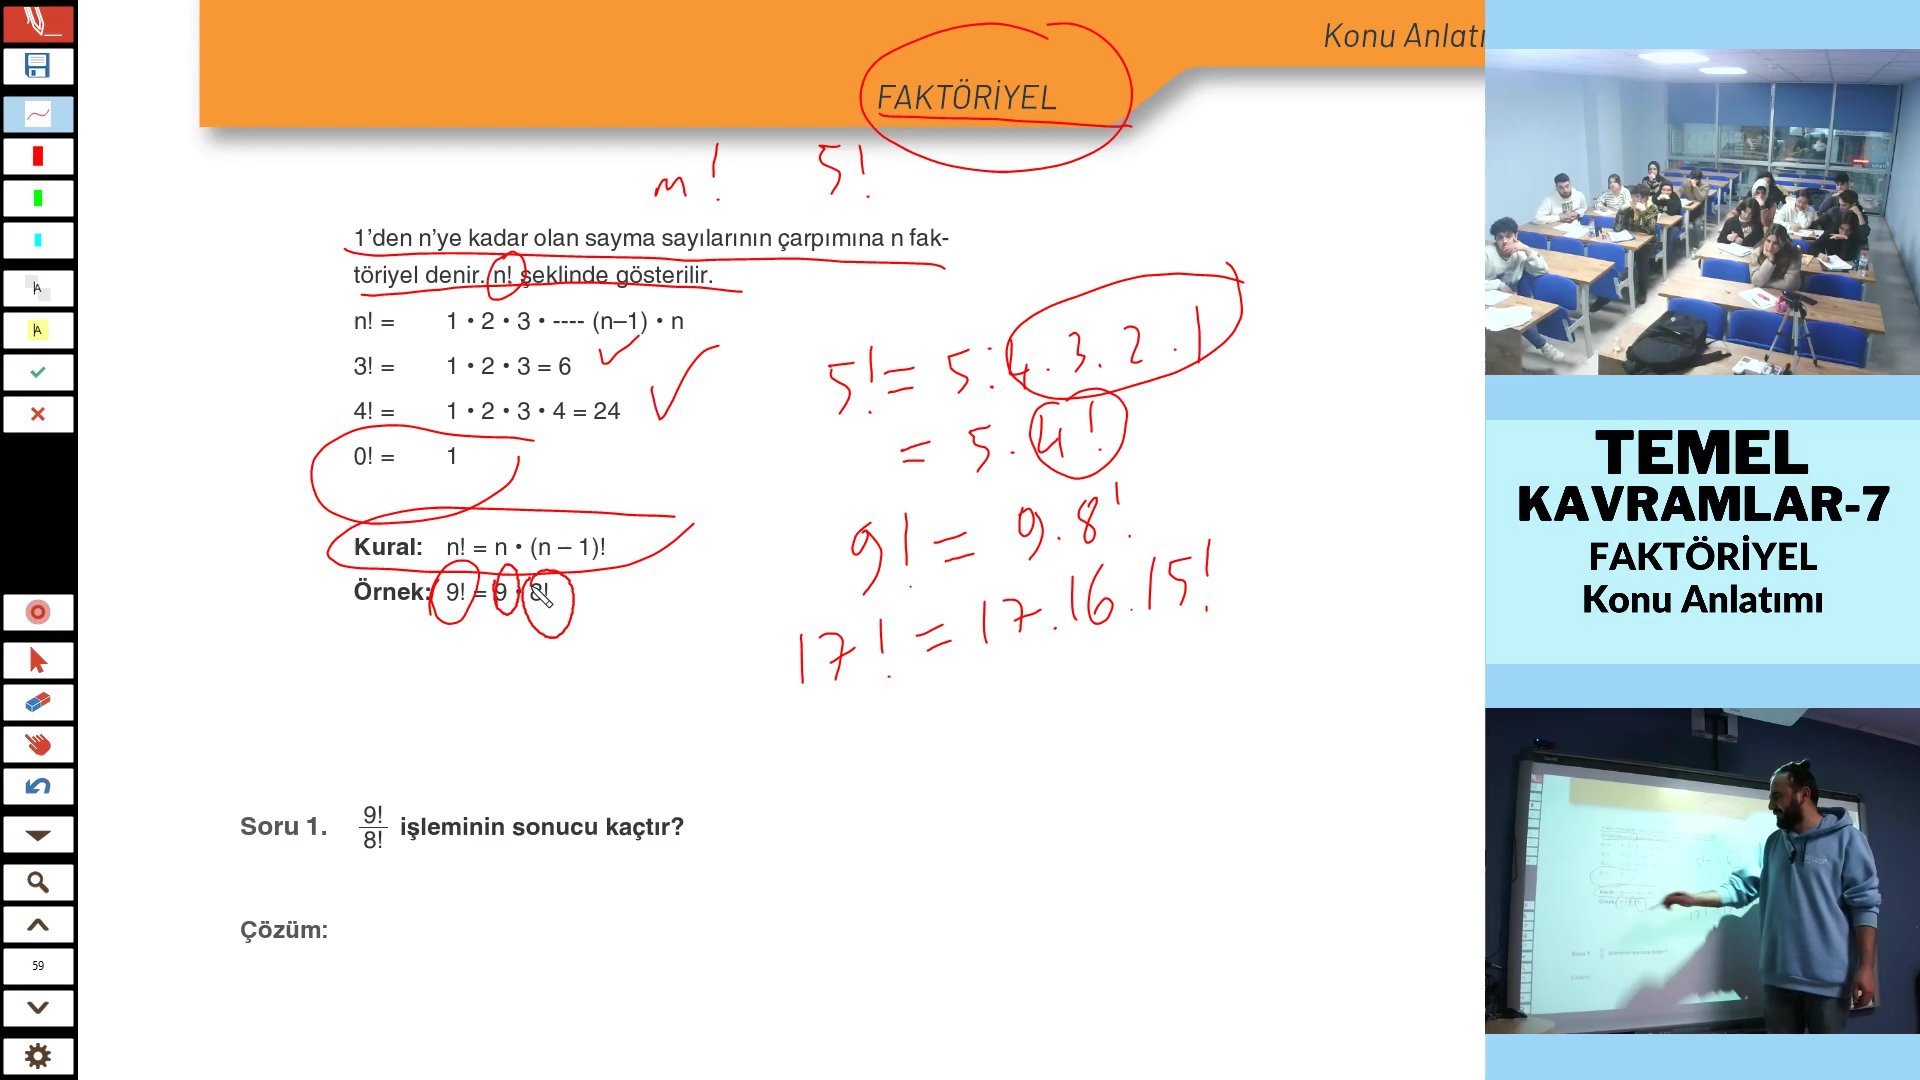 Konu Anlatı
FAKTÖRİYEL
n! 5!
1’den n’ye kadar olan sayma sayılarının çarpımına n fak-
töriyel denir. n! şeklinde gösterilir.
n! = 1 • 2 • 3 • ---- (n–1) • n
3! = 1 • 2 • 3 = 6
4! = 1 • 2 • 3 • 4 = 24
0! = 1
Kural: n! = n • (n – 1)!
Örnek: 9! = 9 • 8!
5! = 5.4.3.2.1
= 5.4!
9! = 9.8!
17! = 17.16.15!
Soru 1. 9!/8! işleminin sonucu kaçtır?
Çözüm:
59
TEMEL
KAVRAMLAR-7
FAKTÖRİYEL
Konu Anlatımı